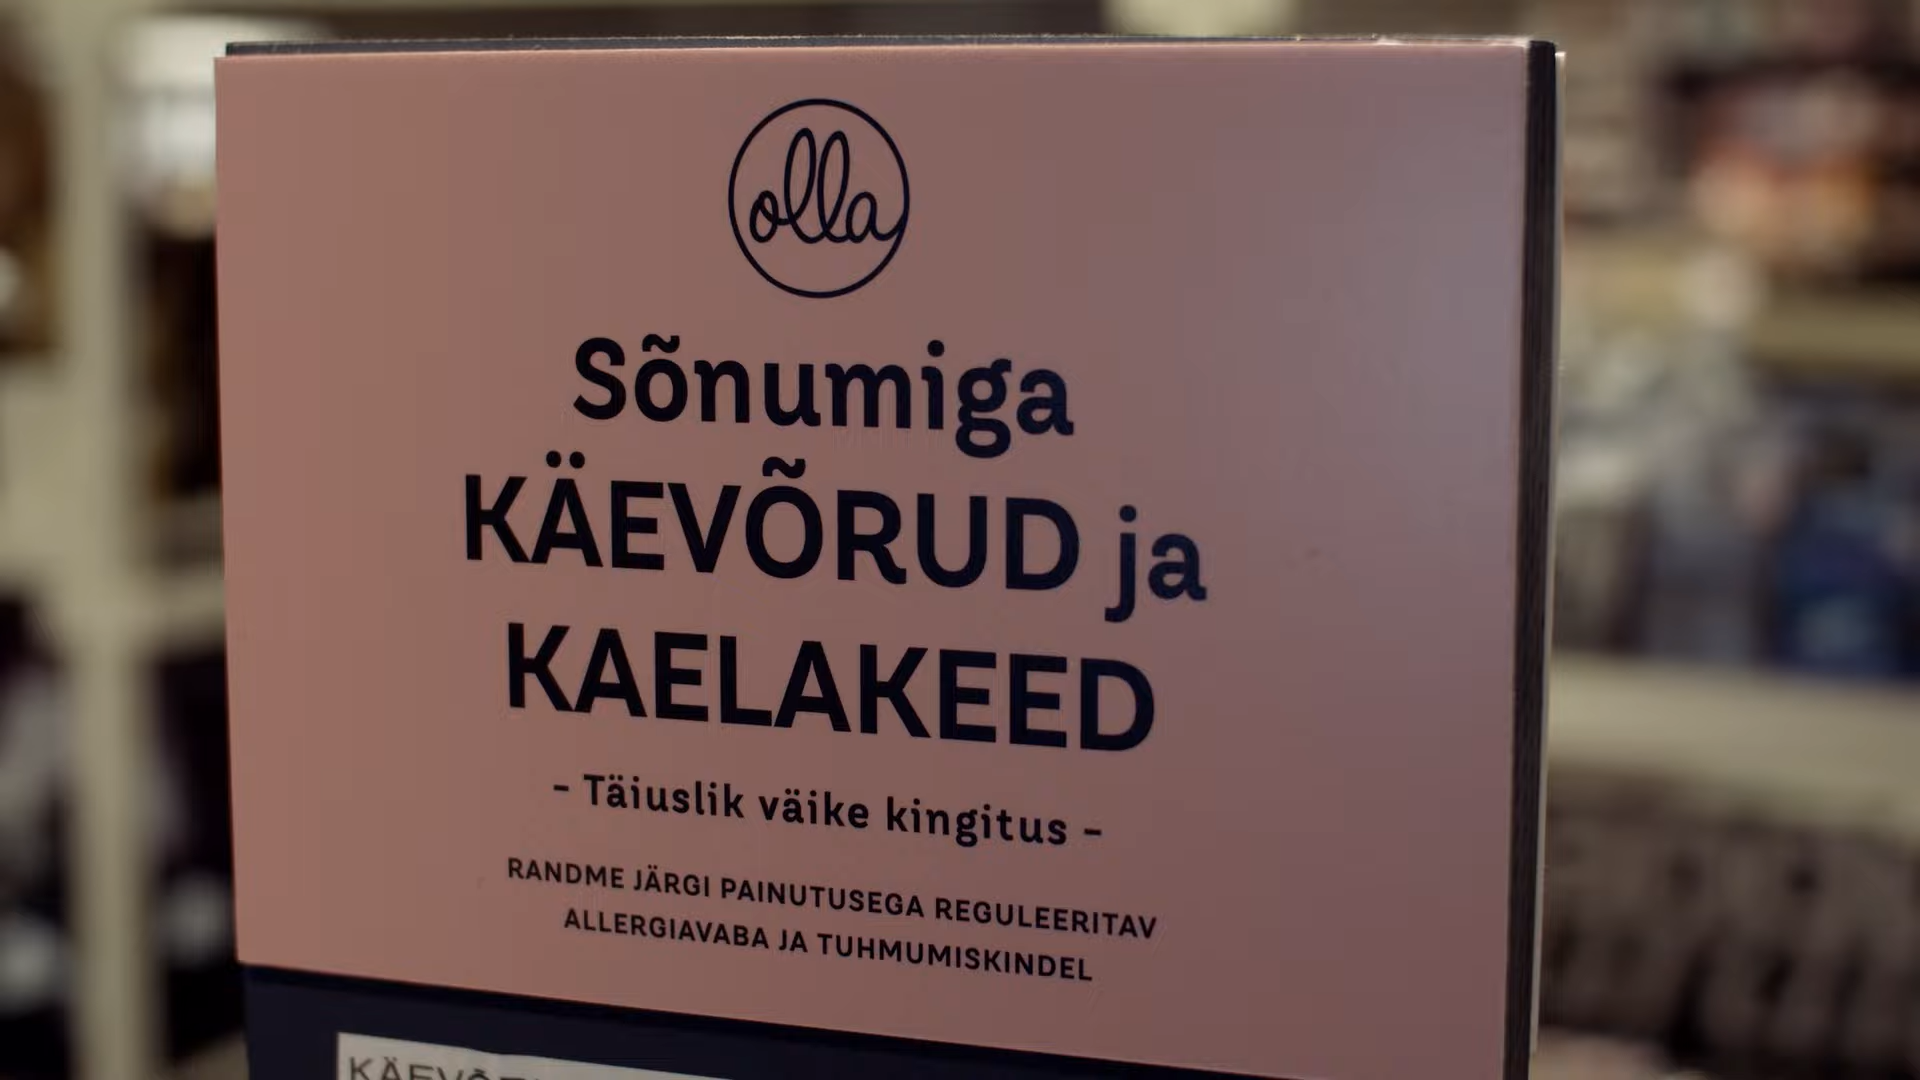 olla
Sõnumiga
KÄEVÕRUD ja
KAELAKEED
- Täiuslik väike kingitus -
RANDME JÄRGI PAINUTUSEGA REGULEERITAV
ALLERGIAVABA JA TUHMUMISKINDEL